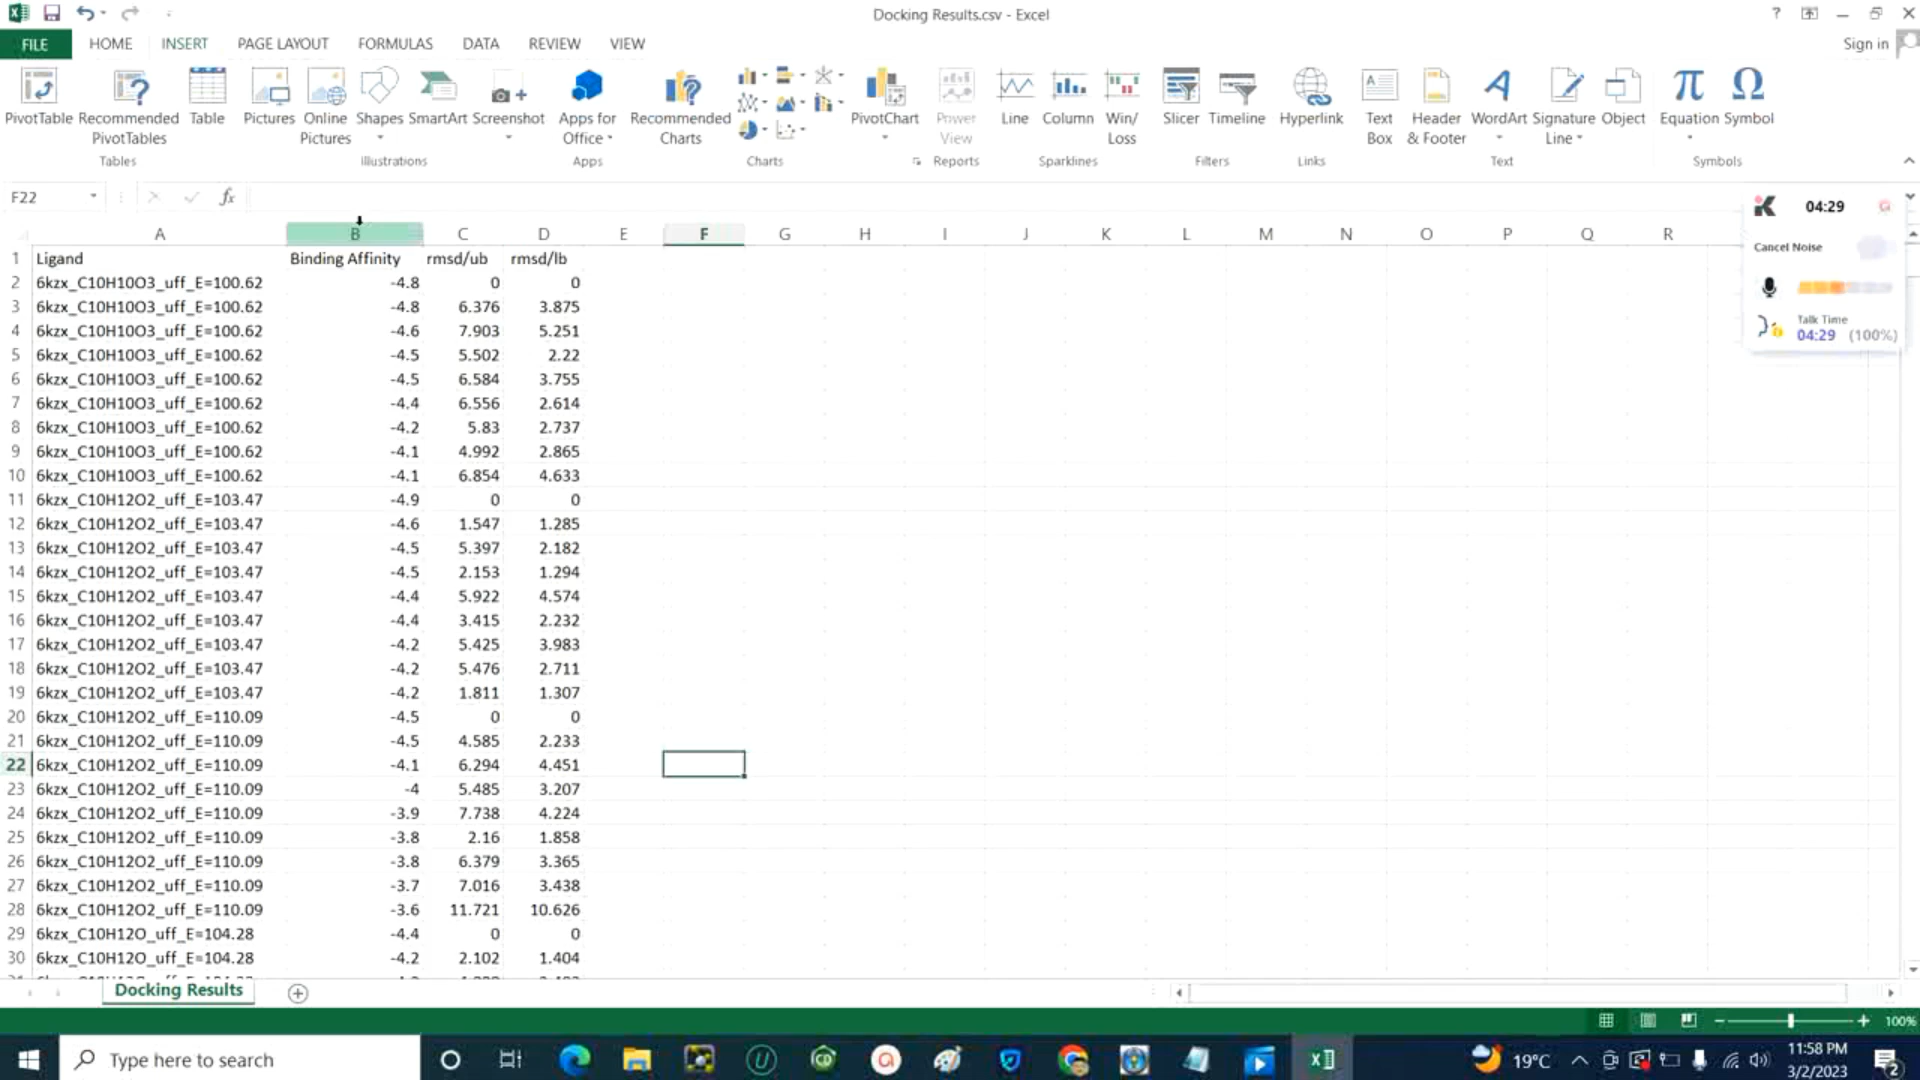 Docking Results.csv - Excel
?
FILE HOME INSERT PAGE LAYOUT FORMULAS DATA REVIEW VIEW
Sign in
PivotTable Recommended PivotTables Table Pictures Online Pictures Shapes SmartArt Screenshot Apps for Office Recommended Charts PivotChart Power View Line Column Win/Loss Slicer Timeline Hyperlink Text Box Header & Footer WordArt Signature Line Object Equation Symbol
Tables Illustrations Apps Charts Reports Sparklines Filters Links Text Symbols
F22 fx
04:29
Cancel Noise
Talk Time
04:29 (100%)
A B C D E F G H I J K L M N O P Q R
1 Ligand Binding Affinity rmsd/ub rmsd/lb
2 6kzx_C10H10O3_uff_E=100.62 -4.8 0 0
3 6kzx_C10H10O3_uff_E=100.62 -4.8 6.376 3.875
4 6kzx_C10H10O3_uff_E=100.62 -4.6 7.903 5.251
5 6kzx_C10H10O3_uff_E=100.62 -4.5 5.502 2.22
6 6kzx_C10H10O3_uff_E=100.62 -4.5 6.584 3.755
7 6kzx_C10H10O3_uff_E=100.62 -4.4 6.556 2.614
8 6kzx_C10H10O3_uff_E=100.62 -4.2 5.83 2.737
9 6kzx_C10H10O3_uff_E=100.62 -4.1 4.992 2.865
10 6kzx_C10H10O3_uff_E=100.62 -4.1 6.854 4.633
11 6kzx_C10H12O2_uff_E=103.47 -4.9 0 0
12 6kzx_C10H12O2_uff_E=103.47 -4.6 1.547 1.285
13 6kzx_C10H12O2_uff_E=103.47 -4.5 5.397 2.182
14 6kzx_C10H12O2_uff_E=103.47 -4.5 2.153 1.294
15 6kzx_C10H12O2_uff_E=103.47 -4.4 5.922 4.574
16 6kzx_C10H12O2_uff_E=103.47 -4.4 3.415 2.232
17 6kzx_C10H12O2_uff_E=103.47 -4.2 5.425 3.983
18 6kzx_C10H12O2_uff_E=103.47 -4.2 5.476 2.711
19 6kzx_C10H12O2_uff_E=103.47 -4.2 1.811 1.307
20 6kzx_C10H12O2_uff_E=110.09 -4.5 0 0
21 6kzx_C10H12O2_uff_E=110.09 -4.5 4.585 2.233
22 6kzx_C10H12O2_uff_E=110.09 -4.1 6.294 4.451
23 6kzx_C10H12O2_uff_E=110.09 -4 5.485 3.207
24 6kzx_C10H12O2_uff_E=110.09 -3.9 7.738 4.224
25 6kzx_C10H12O2_uff_E=110.09 -3.8 2.16 1.858
26 6kzx_C10H12O2_uff_E=110.09 -3.8 6.379 3.365
27 6kzx_C10H12O2_uff_E=110.09 -3.7 7.016 3.438
28 6kzx_C10H12O2_uff_E=110.09 -3.6 11.721 10.626
29 6kzx_C10H12O_uff_E=104.28 -4.4 0 0
30 6kzx_C10H12O_uff_E=104.28 -4.2 2.102 1.404
Docking Results
100%
Type here to search
19°C
11:58 PM
3/2/2023
2